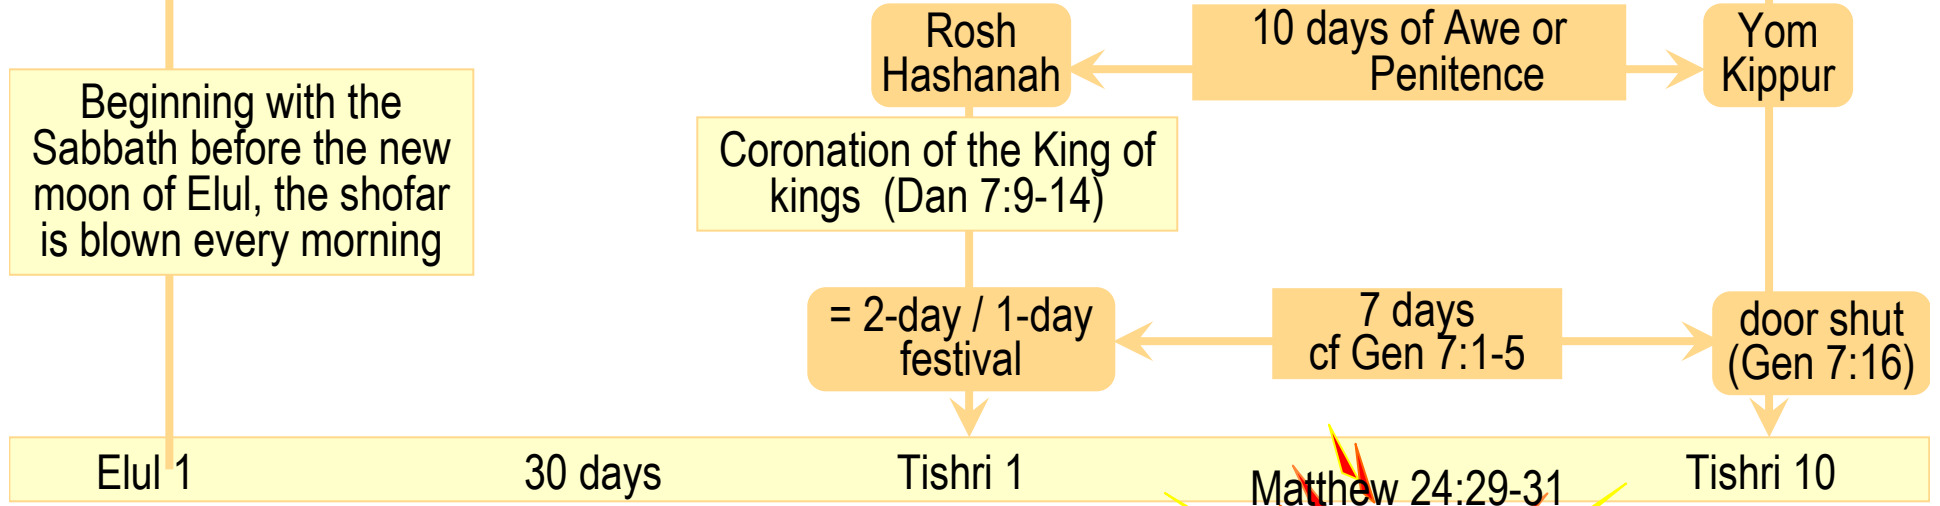 Rosh
Hashanah
10 days of Awe or
Penitence
Yom
Kippur
Beginning with the
Sabbath before the new
moon of Elul, the shofar
is blown every morning
Coronation of the King of
kings (Dan 7:9-14)
= 2-day / 1-day
festival
7 days
cf Gen 7:1-5
door shut
(Gen 7:16)
Elul 1
30 days
Tishri 1
Matthew 24:29-31
Tishri 10